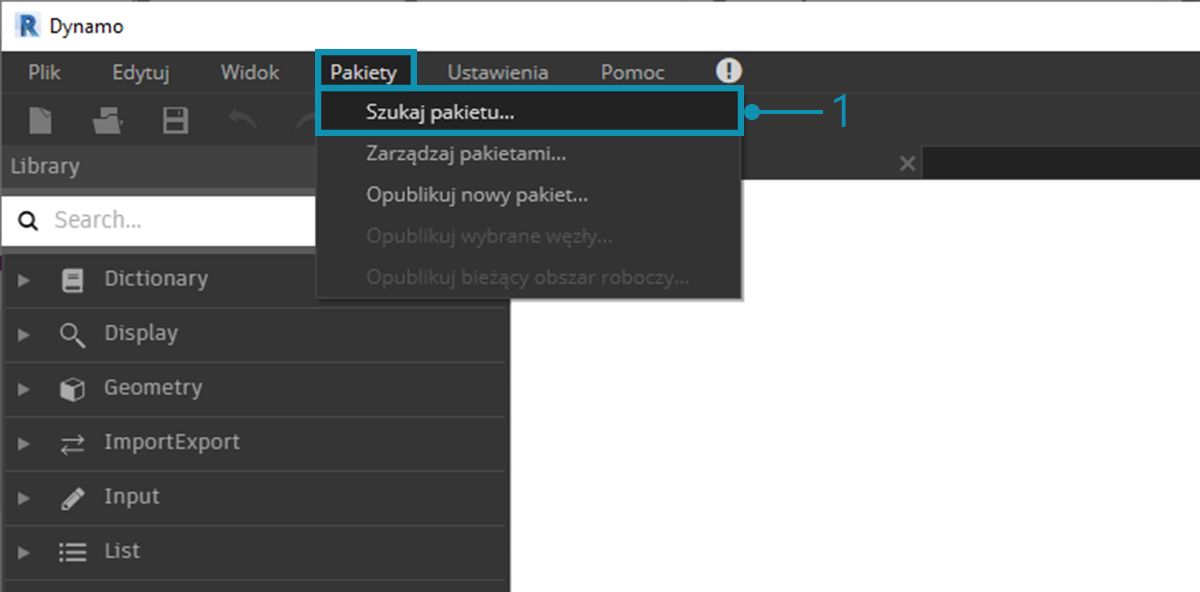 R Dynamo
Plik Edytuj Widok Pakiety Ustawienia Pomoc
Szukaj pakietu... 1
Zarządzaj pakietami...
Library
Opublikuj nowy pakiet...
Search...
Opublikuj wybrane węzły...
Opublikuj bieżący obszar roboczy...
Dictionary
Display
Geometry
ImportExport
Input
List